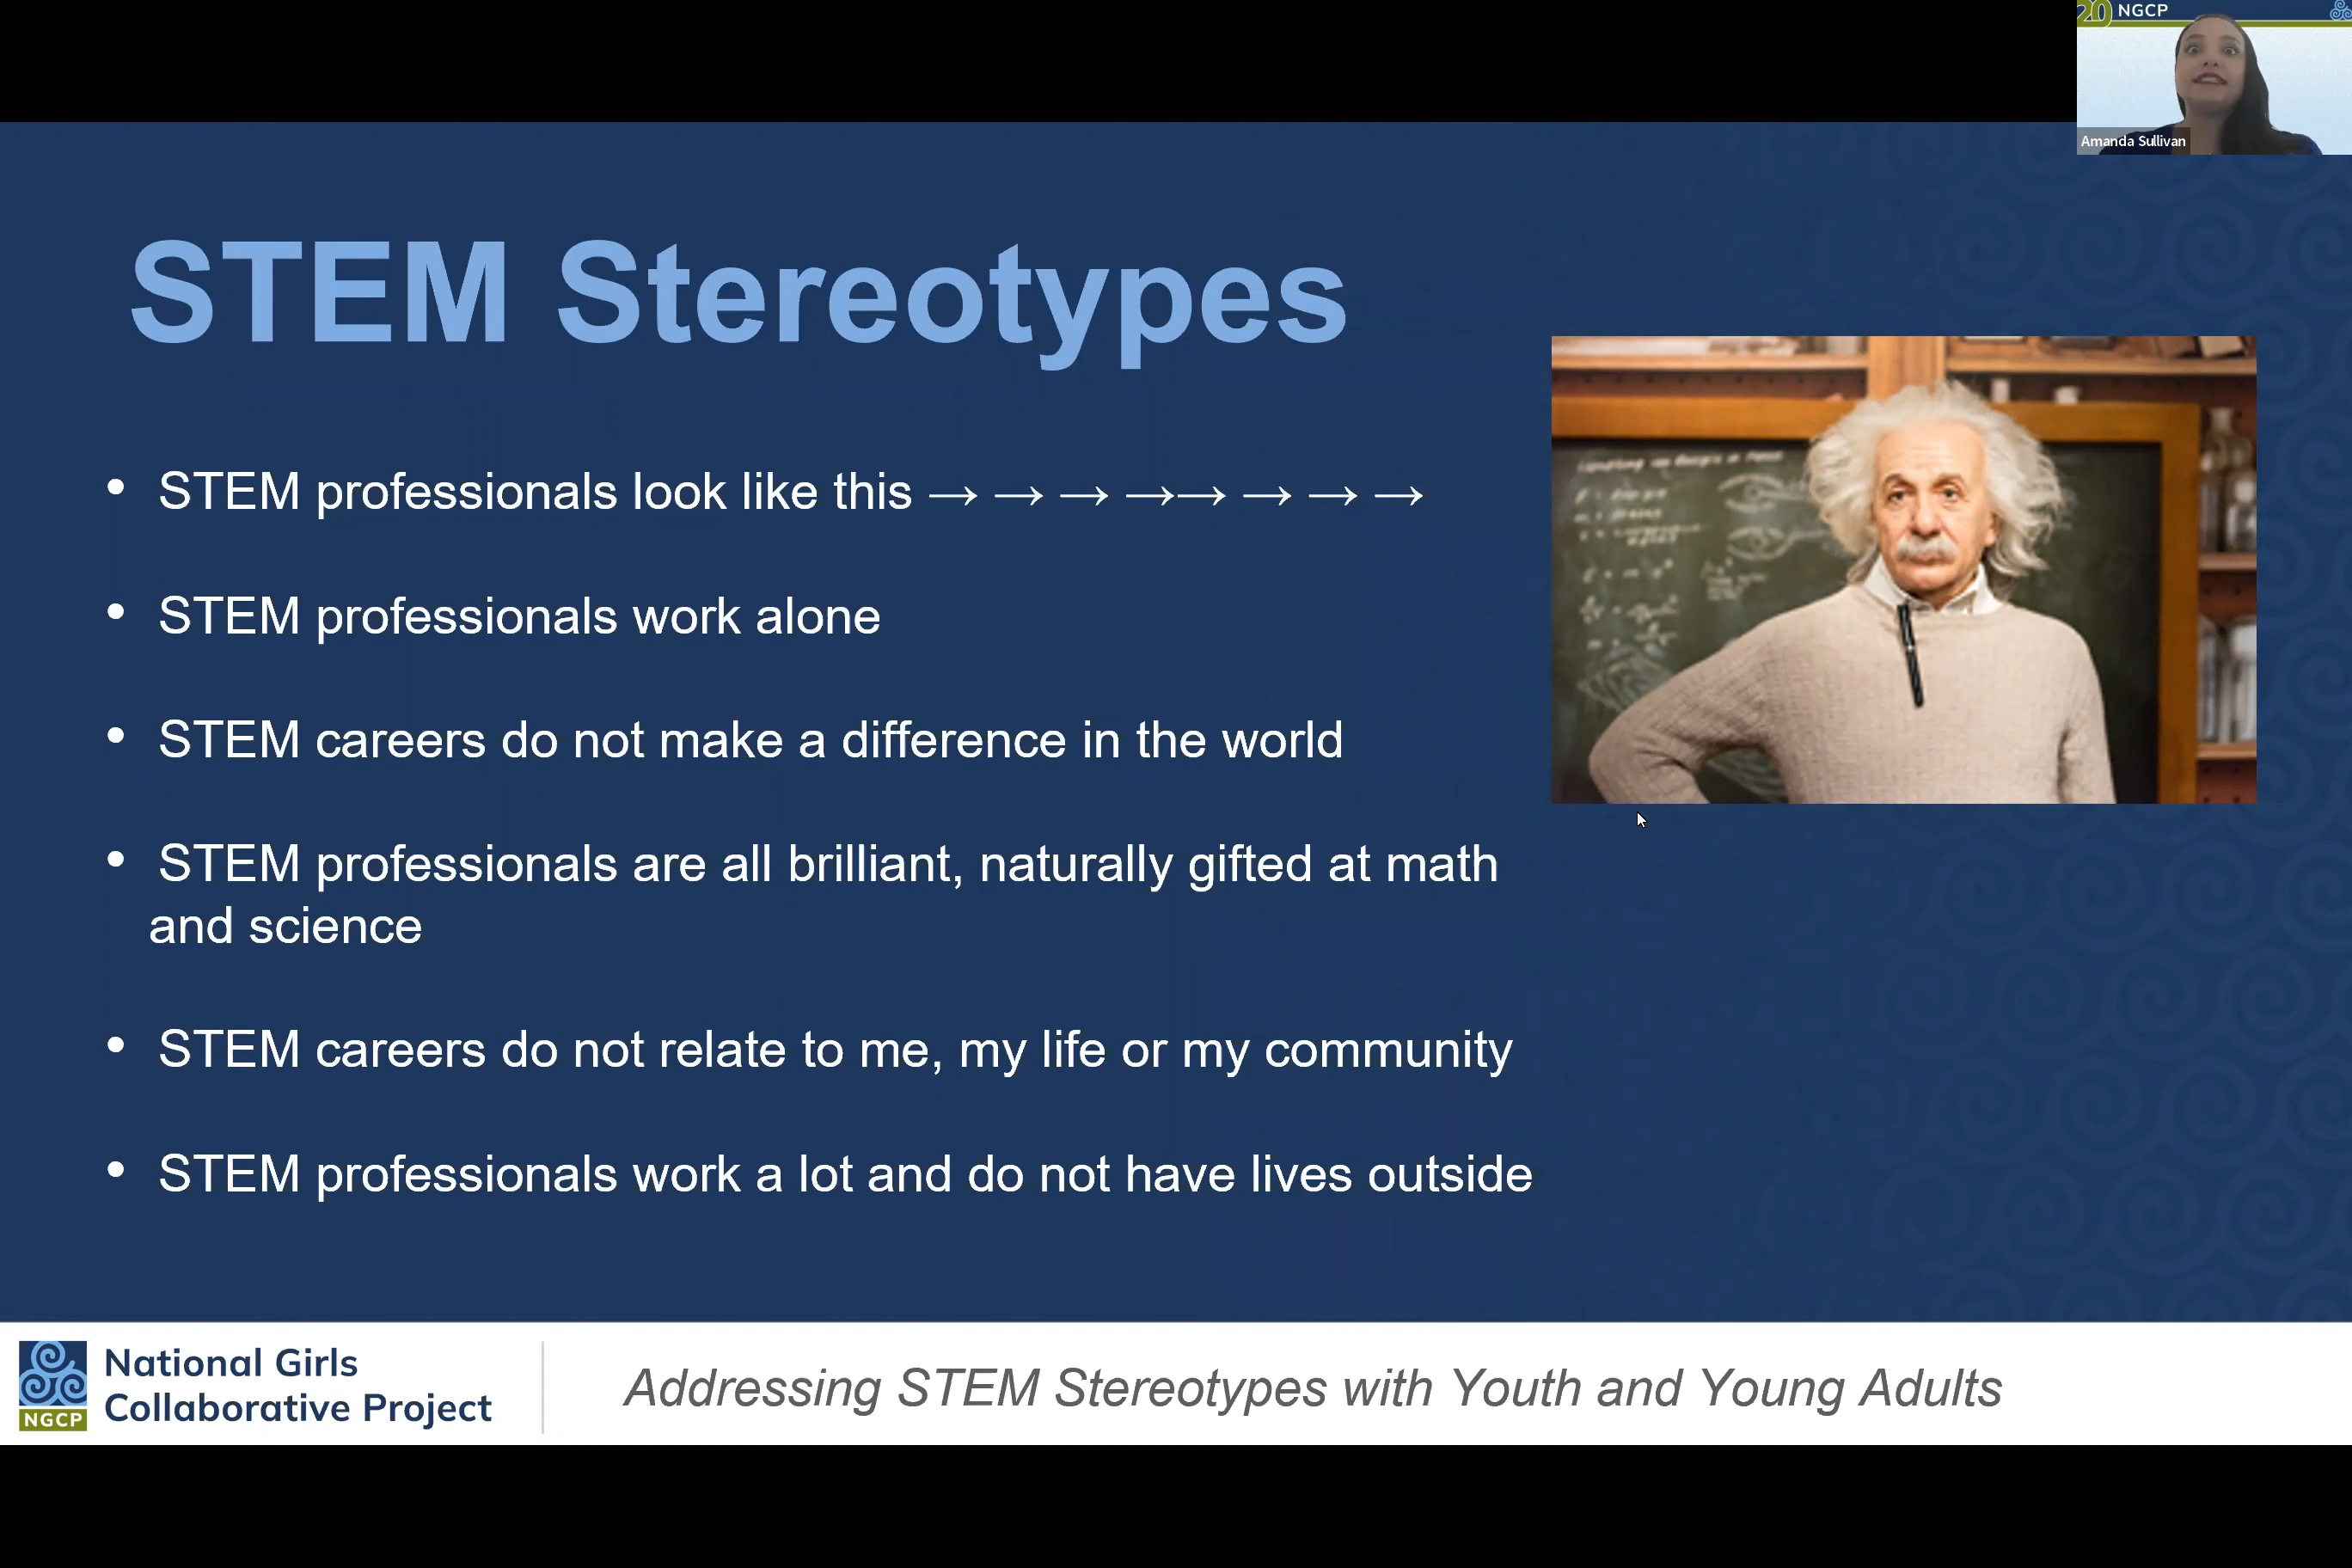 20 NGCP
Amanda Sullivan
STEM Stereotypes
• STEM professionals look like this → → → →→ → → →
• STEM professionals work alone
• STEM careers do not make a difference in the world
• STEM professionals are all brilliant, naturally gifted at math
and science
• STEM careers do not relate to me, my life or my community
• STEM professionals work a lot and do not have lives outside
NGCP
National Girls
Collaborative Project
Addressing STEM Stereotypes with Youth and Young Adults